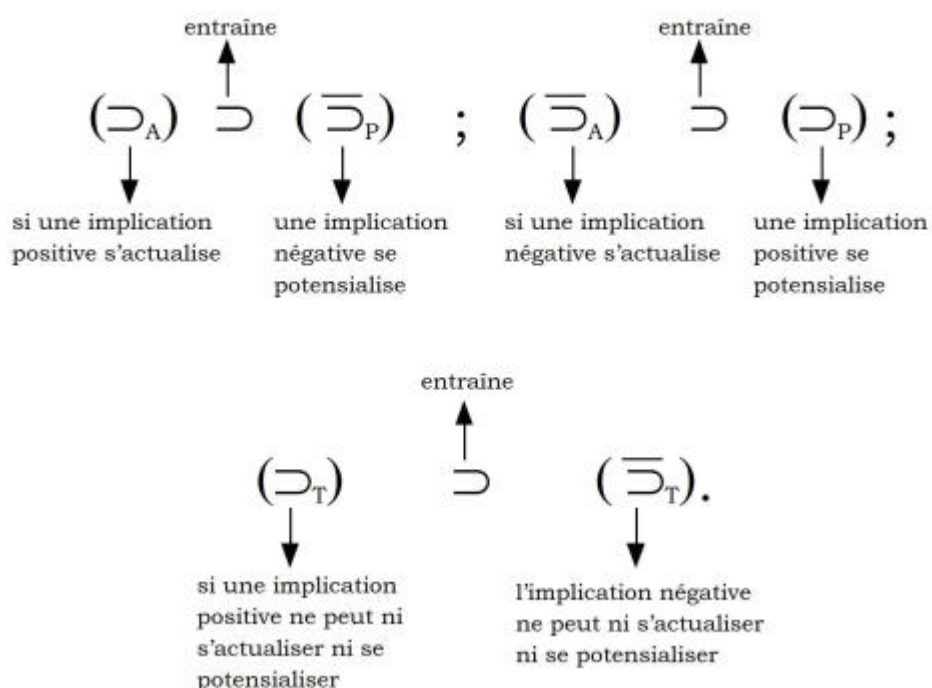 entraîne entraîne
(⊃A) ⊃ (⊃̅P) ; (⊃̅A) ⊃ (⊃P) ;
si une implication
positive s'actualise
une implication
négative se
potensialise
si une implication
négative s'actualise
une implication
positive se
potensialise
entraîne
(⊃T) ⊃ (⊃̅T).
si une implication
positive ne peut ni
s'actualiser ni se
potensialiser
l'implication négative
ne peut ni s'actualiser
ni se potensialiser